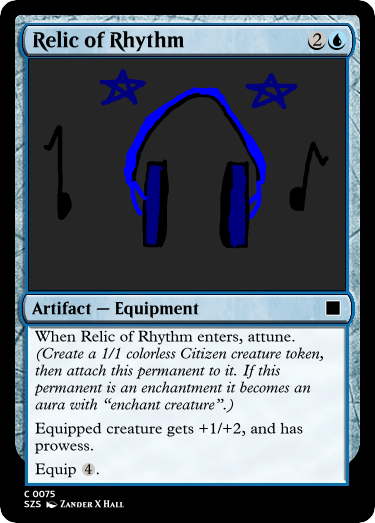 Relic of Rhythm 2
Artifact — Equipment
When Relic of Rhythm enters, attune.
(Create a 1/1 colorless Citizen creature token,
then attach this permanent to it. If this
permanent is an enchantment it becomes an
aura with “enchant creature”.)
Equipped creature gets +1/+2, and has
prowess.
Equip 4.
C 0075
SZS Zander X Hall